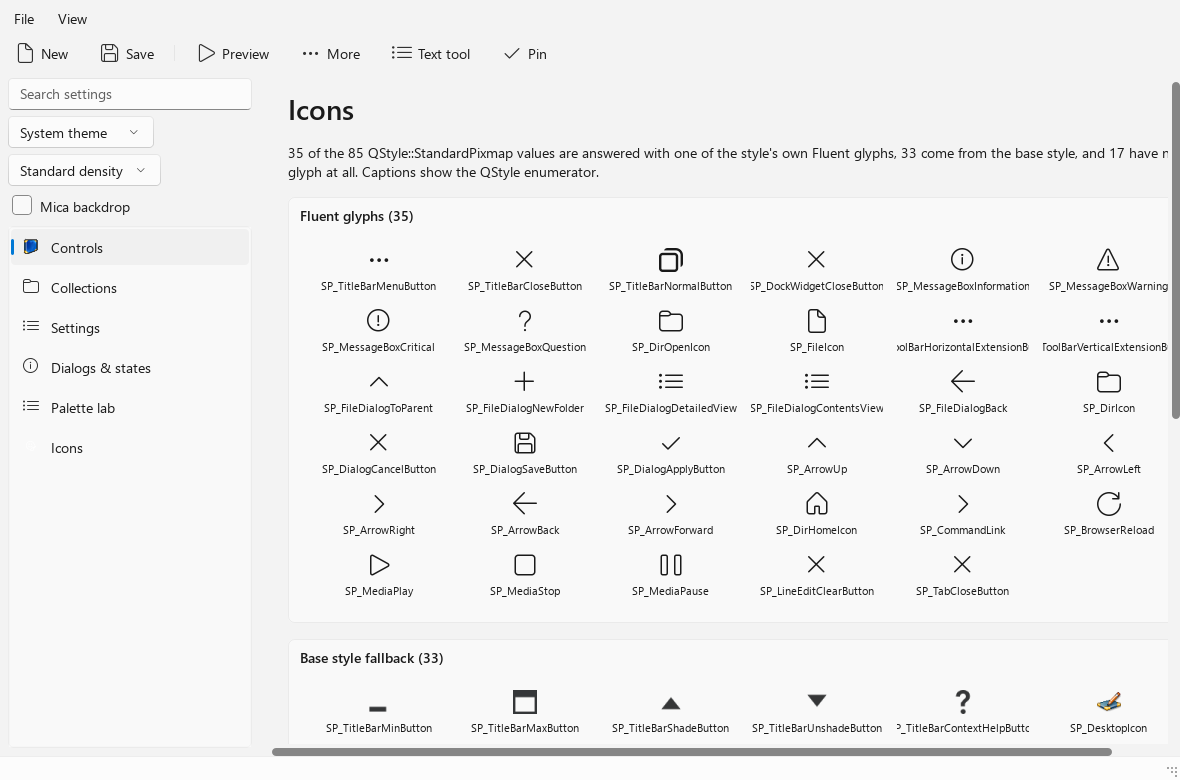 File View
New Save Preview More Text tool Pin
Search settings
System theme
Standard density
Mica backdrop
Controls
Collections
Settings
Dialogs & states
Palette lab
Icons
Icons
35 of the 85 QStyle::StandardPixmap values are answered with one of the style's own Fluent glyphs, 33 come from the base style, and 17 have
glyph at all. Captions show the QStyle enumerator.
Fluent glyphs (35)
SP_TitleBarMenuButton SP_TitleBarCloseButton SP_TitleBarNormalButton SP_DockWidgetCloseButton SP_MessageBoxInformation SP_MessageBoxWarning
SP_MessageBoxCritical SP_MessageBoxQuestion SP_DirOpenIcon SP_FileIcon oolBarHorizontalExtensionB ToolBarVerticalExtensionB
SP_FileDialogToParent SP_FileDialogNewFolder SP_FileDialogDetailedView SP_FileDialogContentsView SP_FileDialogBack SP_DirIcon
SP_DialogCancelButton SP_DialogSaveButton SP_DialogApplyButton SP_ArrowUp SP_ArrowDown SP_ArrowLeft
SP_ArrowRight SP_ArrowBack SP_ArrowForward SP_DirHomeIcon SP_CommandLink SP_BrowserReload
SP_MediaPlay SP_MediaStop SP_MediaPause SP_LineEditClearButton SP_TabCloseButton
Base style fallback (33)
SP_TitleBarMinButton SP_TitleBarMaxButton SP_TitleBarShadeButton SP_TitleBarUnshadeButton P_TitleBarContextHelpButto SP_DesktopIcon